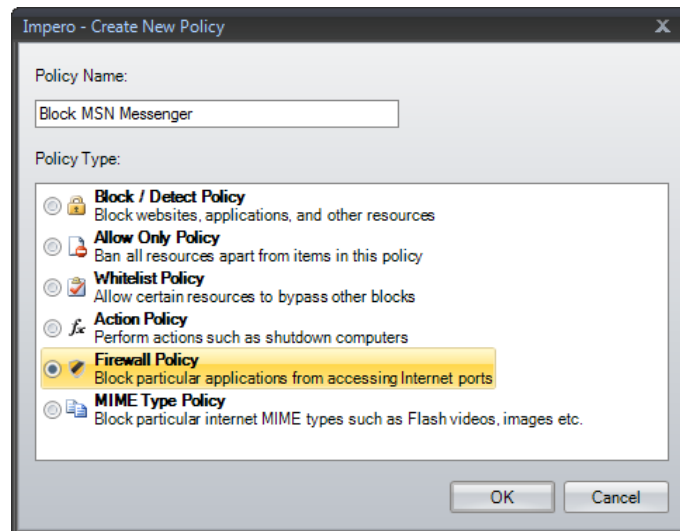 Impero - Create New Policy
Policy Name:
Block MSN Messenger
Policy Type:
Block / Detect Policy
Block websites, applications, and other resources
Allow Only Policy
Ban all resources apart from items in this policy
Whitelist Policy
Allow certain resources to bypass other blocks
Action Policy
Perform actions such as shutdown computers
Firewall Policy
Block particular applications from accessing Internet ports
MIME Type Policy
Block particular internet MIME types such as Flash videos, images etc.
OK
Cancel